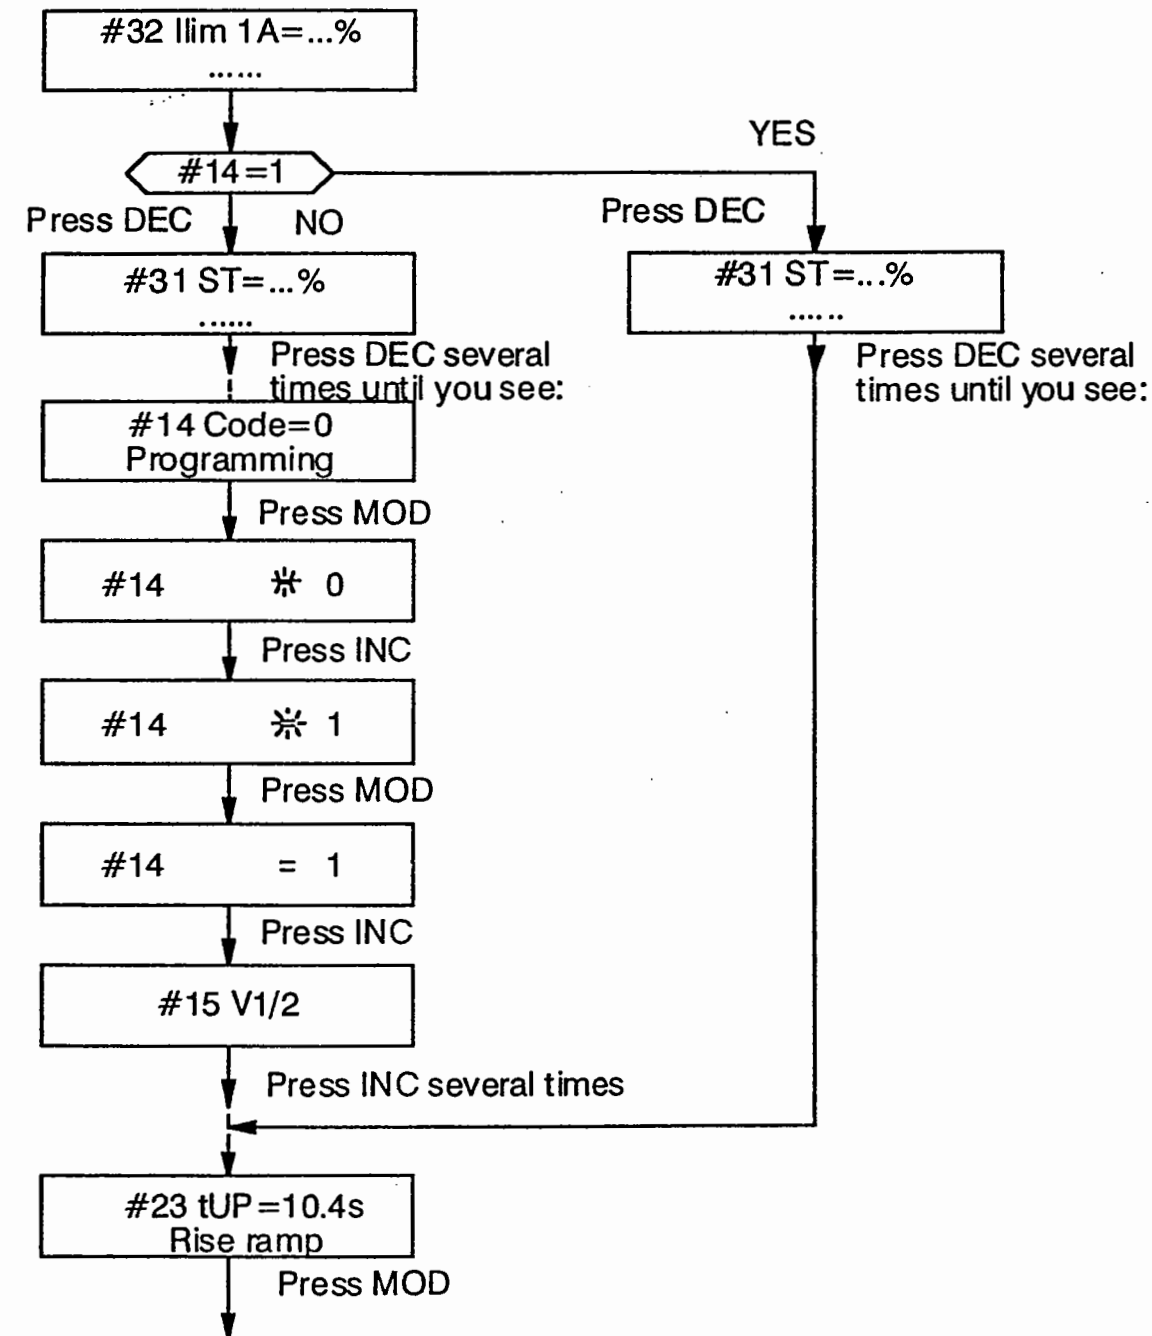 #32 Ilim 1A=...%
......
YES
#14=1
Press DEC
NO
Press DEC
#31 ST=...%
......
#31 ST=...%
......
Press DEC several
times until you see:
Press DEC several
times until you see:
#14 Code=0
Programming
Press MOD
#14 0
Press INC
#14 1
Press MOD
#14 = 1
Press INC
#15 V1/2
Press INC several times
#23 tUP=10.4s
Rise ramp
Press MOD